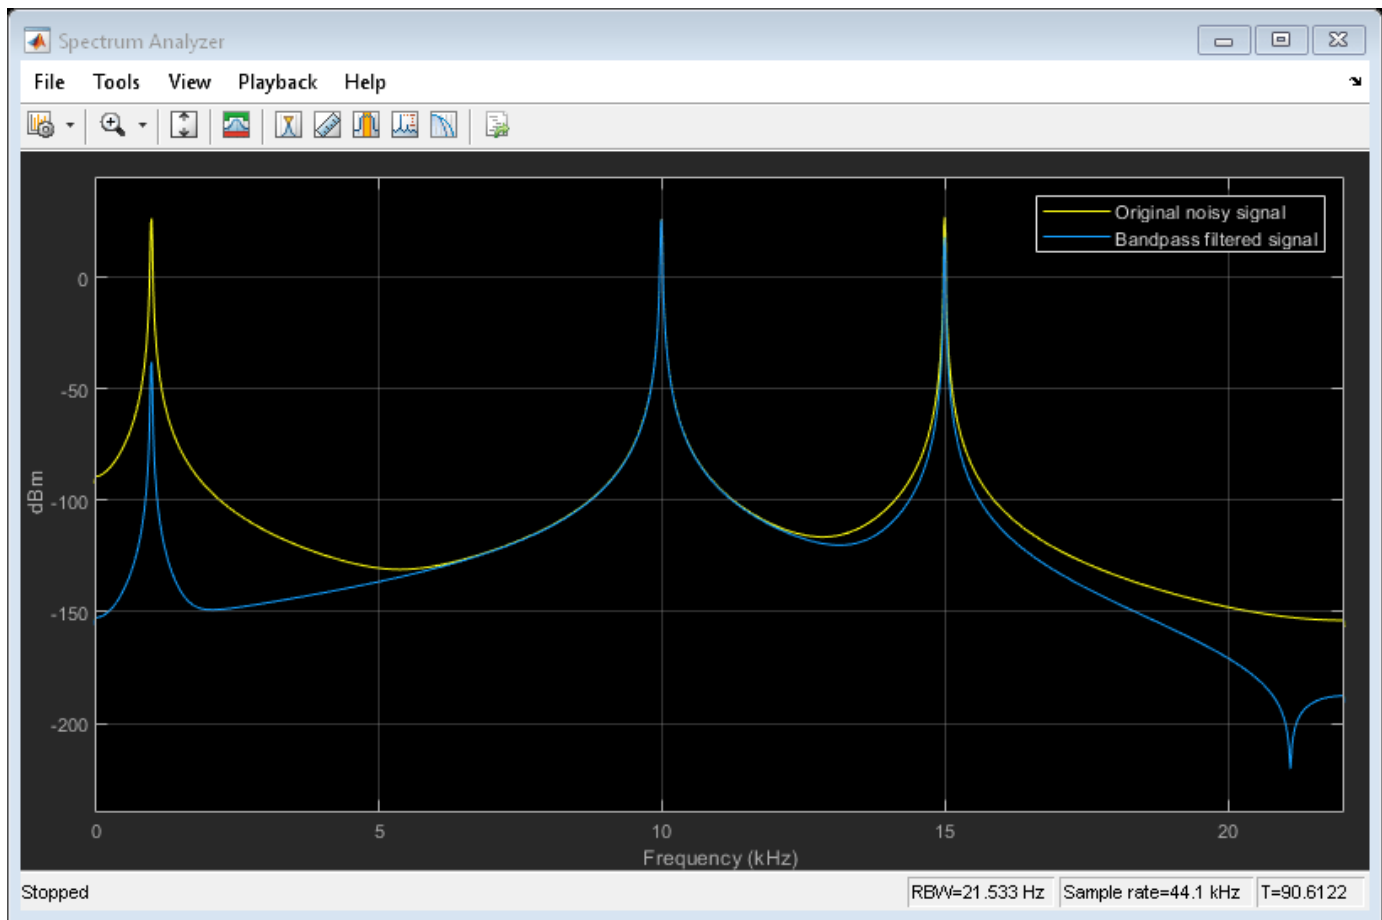 Spectrum Analyzer
File Tools View Playback Help
Original noisy signal
Bandpass filtered signal
0
-50
-100
-150
-200
dBm
0 5 10 15 20
Frequency (kHz)
Stopped RBW=21.533 Hz Sample rate=44.1 kHz T=90.6122